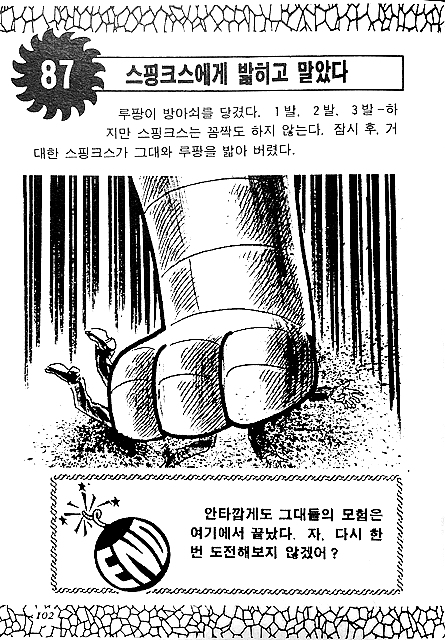 87
스핑크스에게 밟히고 말았다
루팡이 방아쇠를 당겼다. 1발, 2발, 3발-하
지만 스핑크스는 꼼짝도 하지 않는다. 잠시 후, 거
대한 스핑크스가 그대와 루팡을 밟아 버렸다.
안타깝게도 그대들의 모험은
여기에서 끝났다. 자, 다시 한
번 도전해보지 않겠어?
102